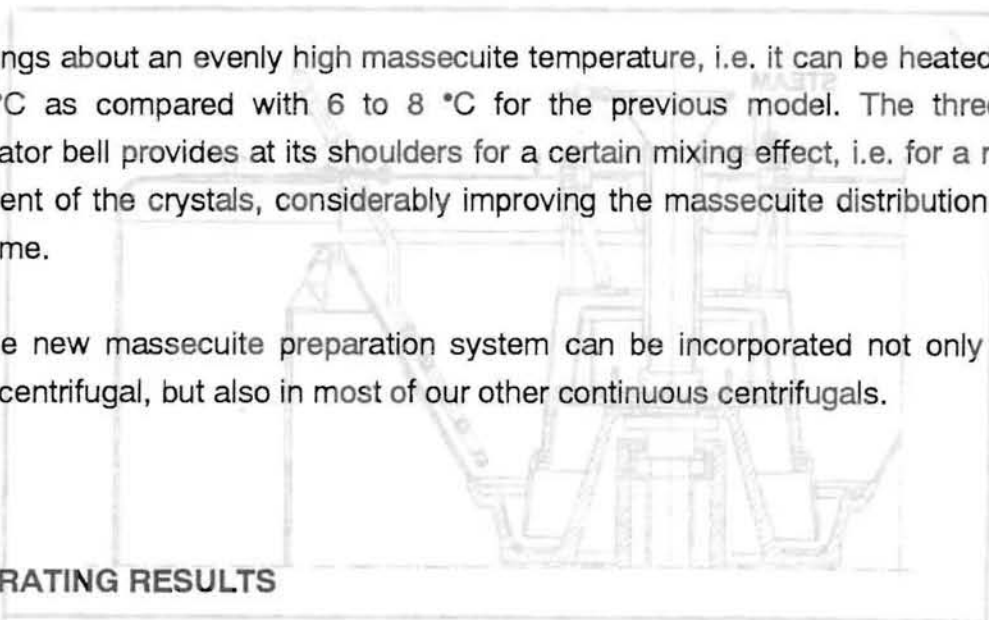 ngs about an evenly high massecuite temperature, i.e. it can be heated
°C as compared with 6 to 8 °C for the previous model. The three
ator bell provides at its shoulders for a certain mixing effect, i.e. for a r
ent of the crystals, considerably improving the massecuite distribution
me.
e new massecuite preparation system can be incorporated not only
centrifugal, but also in most of our other continuous centrifugals.
RATING RESULTS
STEAM